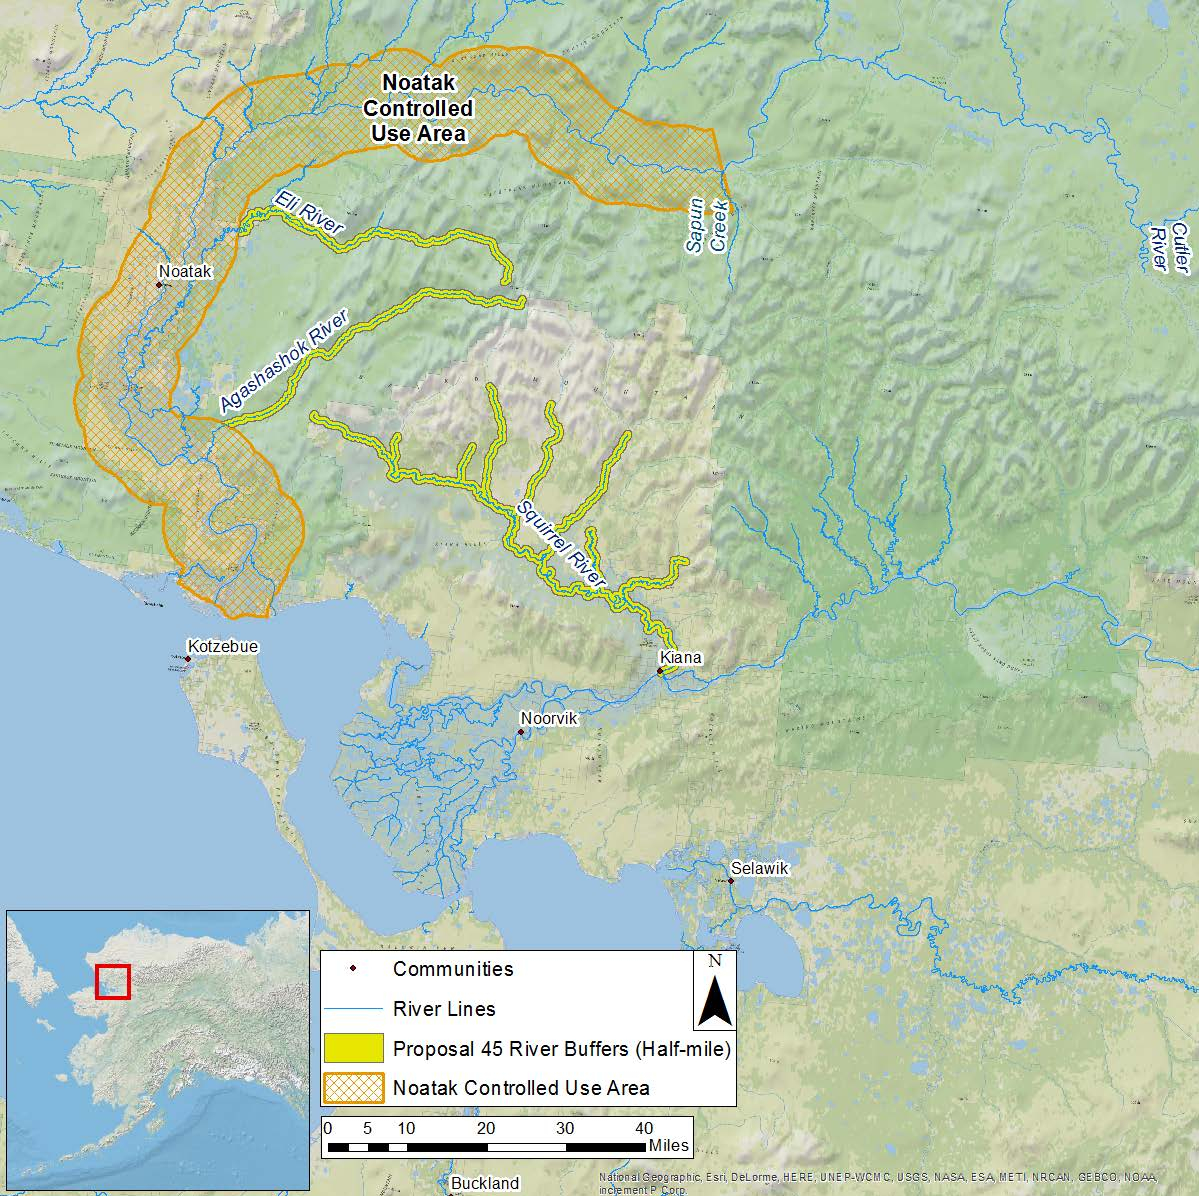 Noatak
Controlled
Use Area
Eli River
Sapun
Creek
Cutler
River
Noatak
Agashashok River
Squirrel River
Kotzebue
Kiana
Noorvik
Selawik
N
Communities
River Lines
Proposal 45 River Buffers (Half-mile)
Noatak Controlled Use Area
0 5 10 20 30 40
Miles
Buckland
National Geographic, Esri, DeLorme, HERE, UNEP-WCMC, USGS, NASA, ESA, METI, NRCAN, GEBCO, NOAA,
increment P Corp.